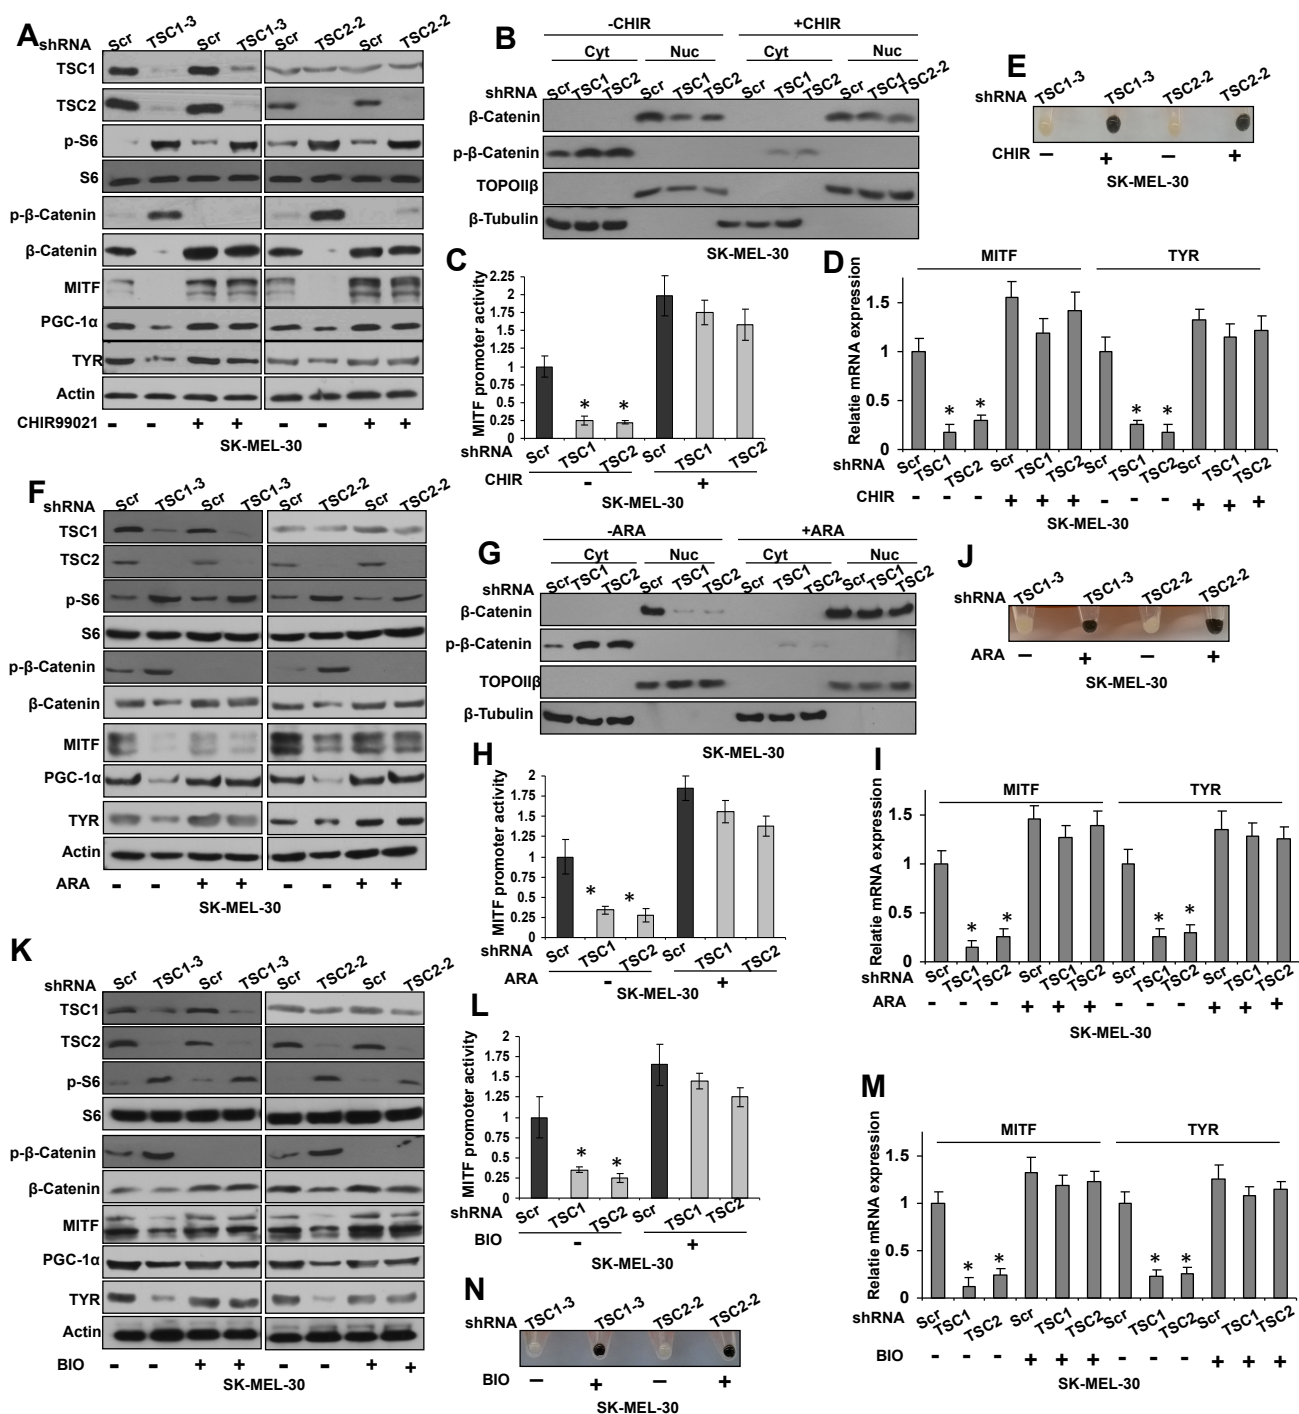 A
shRNA Scr TSC1-3 Scr TSC1-3 Scr TSC2-2 Scr TSC2-2
TSC1
TSC2
p-S6
S6
p-β-Catenin
β-Catenin
MITF
PGC-1α
TYR
Actin
CHIR99021 - - + + - - + +
SK-MEL-30
B
-CHIR +CHIR
Cyt Nuc Cyt Nuc
shRNA Scr TSC1 TSC2 Scr TSC1 TSC2 Scr TSC1 TSC2 Scr TSC1 TSC2-2
β-Catenin
p-β-Catenin
TOPOIIβ
β-Tubulin
SK-MEL-30
E
shRNA TSC1-3 TSC1-3 TSC2-2 TSC2-2
CHIR - + - +
SK-MEL-30
C
MITF promoter activity
2.25
2
1.75
1.5
1.25
1
0.75
0.5
0.25
0
* *
shRNA Scr TSC1 TSC2 Scr TSC1 TSC2
CHIR - +
SK-MEL-30
D
MITF TYR
Relatie mRNA expression
1.5
1
0.5
0
* * * *
shRNA Scr TSC1 TSC2 Scr TSC1 TSC2 Scr TSC1 TSC2 Scr TSC1 TSC2
CHIR - - - + + + - - - + + +
SK-MEL-30
F
shRNA Scr TSC1-3 Scr TSC1-3 Scr TSC2-2 Scr TSC2-2
TSC1
TSC2
p-S6
S6
p-β-Catenin
β-Catenin
MITF
PGC-1α
TYR
Actin
ARA - - + + - - + +
SK-MEL-30
G
-ARA +ARA
Cyt Nuc Cyt Nuc
shRNA Scr TSC1 TSC2 Scr TSC1 TSC2 Scr TSC1 TSC2 Scr TSC1 TSC2
β-Catenin
p-β-Catenin
TOPOIIβ
β-Tubulin
SK-MEL-30
J
shRNA TSC1-3 TSC1-3 TSC2-2 TSC2-2
ARA - + - +
SK-MEL-30
H
MITF promoter activity
2
1.75
1.5
1.25
1
0.75
0.5
0.25
0
* *
shRNA Scr TSC1 TSC2 Scr TSC1 TSC2
ARA - +
SK-MEL-30
I
MITF TYR
Relatie mRNA expression
1.5
1
0.5
0
* * * *
shRNA Scr TSC1 TSC2 Scr TSC1 TSC2 Scr TSC1 TSC2 Scr TSC1 TSC2
ARA - - - + + + - - - + + +
SK-MEL-30
K
shRNA Scr TSC1-3 Scr TSC1-3 Scr TSC2-2 Scr TSC2-2
TSC1
TSC2
p-S6
S6
p-β-Catenin
β-Catenin
MITF
PGC-1α
TYR
Actin
BIO - - + + - - + +
SK-MEL-30
L
MITF promoter activity
2
1.75
1.5
1.25
1
0.75
0.5
0.25
0
* *
shRNA Scr TSC1 TSC2 Scr TSC1 TSC2
BIO - +
SK-MEL-30
M
MITF TYR
Relatie mRNA expression
1.5
1
0.5
0
* * * *
shRNA Scr TSC1 TSC2 Scr TSC1 TSC2 Scr TSC1 TSC2 Scr TSC1 TSC2
BIO - - - + + + - - - + + +
SK-MEL-30
N
shRNA TSC1-3 TSC1-3 TSC2-2 TSC2-2
BIO - + - +
SK-MEL-30